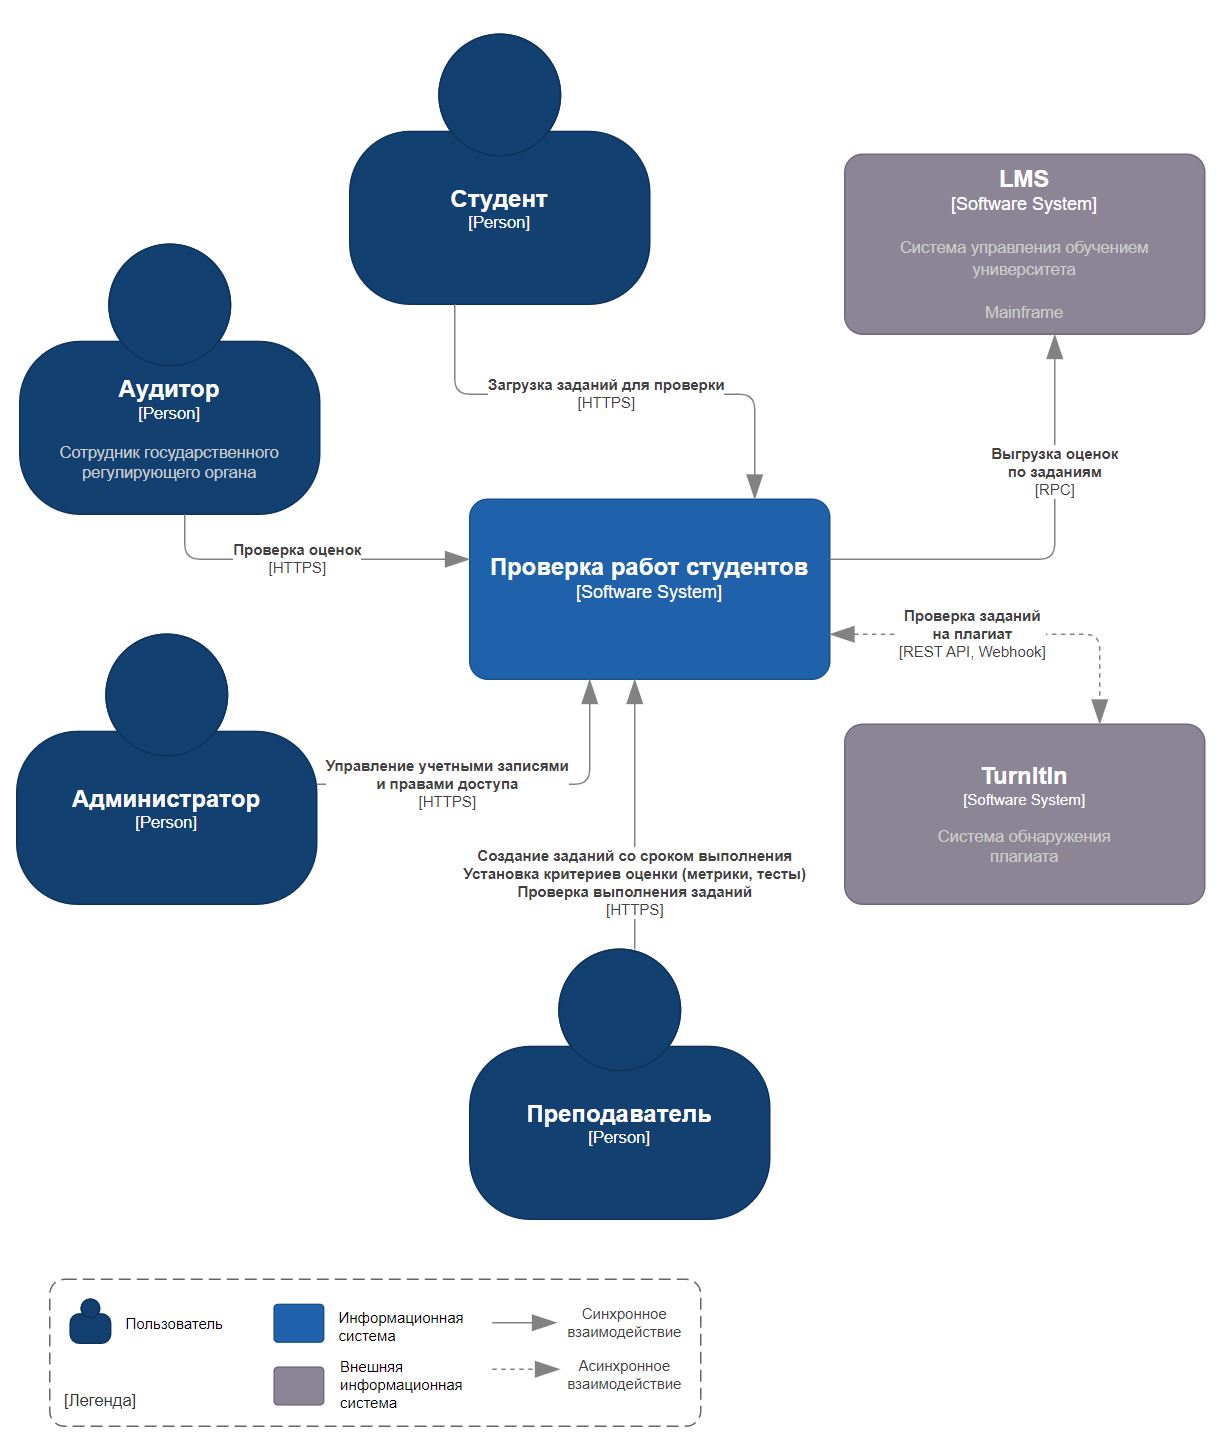 Студент
[Person]
LMS
[Software System]
Система управления обучением
университета
Mainframe
Аудитор
[Person]
Сотрудник государственного
регулирующего органа
Загрузка заданий для проверки
[HTTPS]
Выгрузка оценок
по заданиям
[RPC]
Проверка оценок
[HTTPS]
Проверка работ студентов
[Software System]
Проверка заданий
на плагиат
[REST API, Webhook]
Администратор
[Person]
Управление учетными записями
и правами доступа
[HTTPS]
TurnItIn
[Software System]
Система обнаружения
плагиата
Создание заданий со сроком выполнения
Установка критериев оценки (метрики, тесты)
Проверка выполнения заданий
[HTTPS]
Преподаватель
[Person]
Пользователь
[Легенда]
Информационная
система
Внешняя
информационная
система
Синхронное
взаимодействие
Асинхронное
взаимодействие